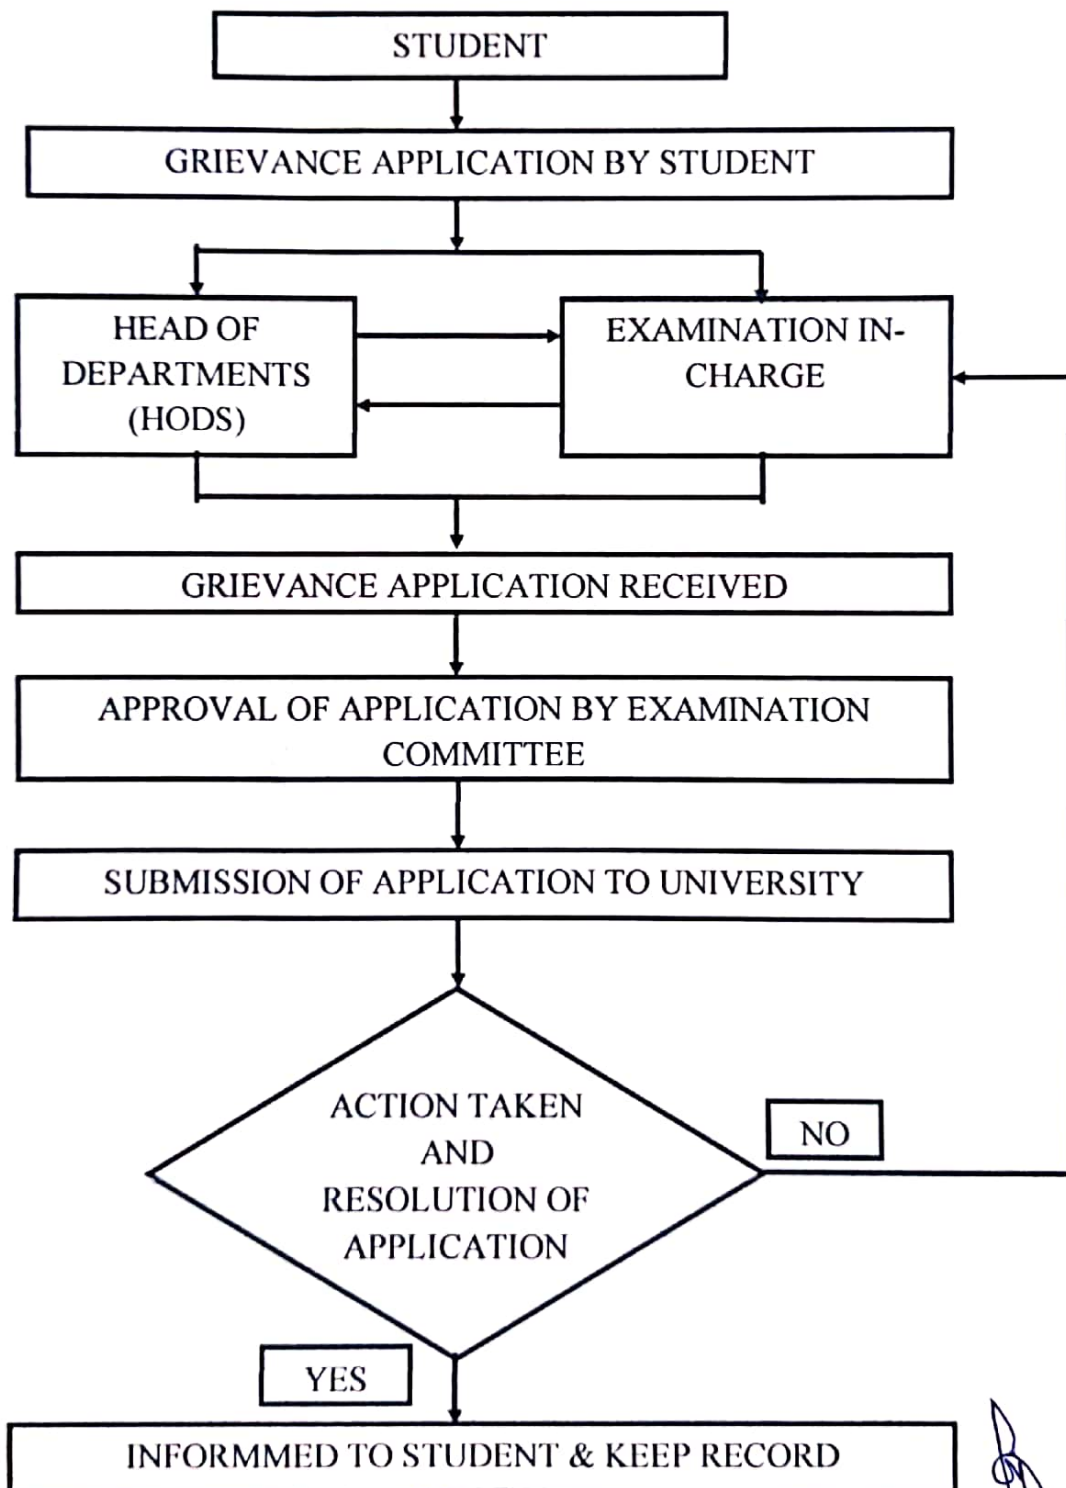 STUDENT
GRIEVANCE APPLICATION BY STUDENT
HEAD OF
DEPARTMENTS
(HODS)
EXAMINATION IN-
CHARGE
GRIEVANCE APPLICATION RECEIVED
APPROVAL OF APPLICATION BY EXAMINATION
COMMITTEE
SUBMISSION OF APPLICATION TO UNIVERSITY
ACTION TAKEN
AND
RESOLUTION OF
APPLICATION
NO
YES
INFORMMED TO STUDENT & KEEP RECORD